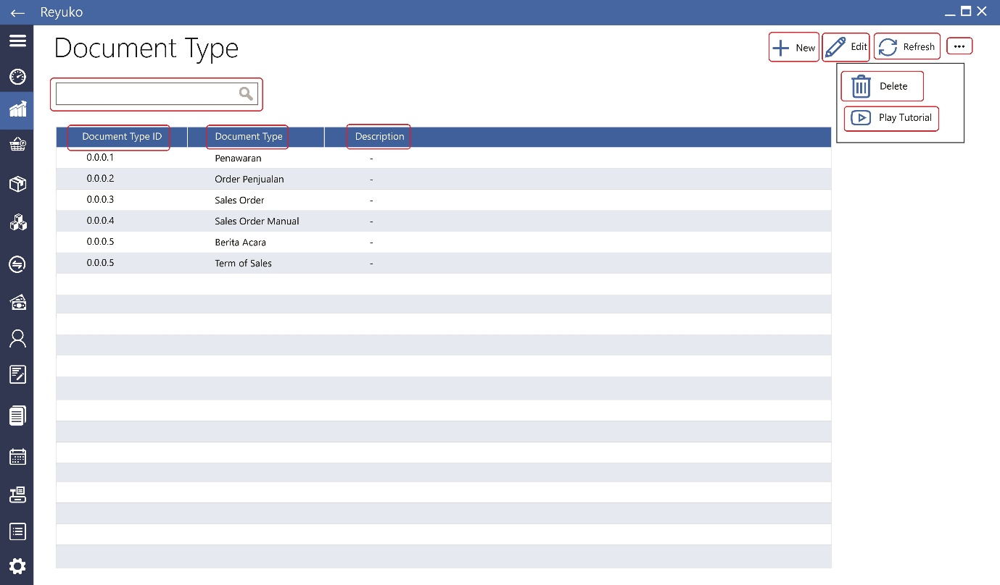 Reyuko
Document Type
New Edit Refresh ...
Delete
Play Tutorial
Document Type ID Document Type Description
0.0.0.1 Penawaran -
0.0.0.2 Order Penjualan -
0.0.0.3 Sales Order -
0.0.0.4 Sales Order Manual -
0.0.0.5 Berita Acara -
0.0.0.5 Term of Sales -